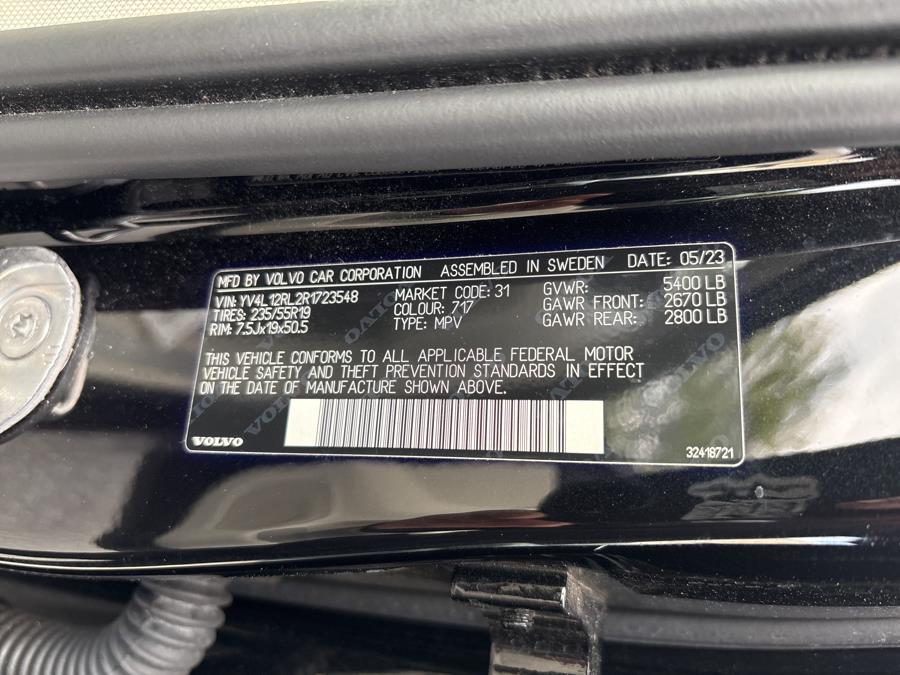 MFD BY VOLVO CAR CORPORATION ASSEMBLED IN SWEDEN DATE: 05/23
VIN: YV4L12RL2R1723548 MARKET CODE: 31 GVWR: 5400 LB
TIRES: 235/55R19 COLOUR: 717 GAWR FRONT: 2670 LB
RIM: 7.5Jx19x50.5 TYPE: MPV GAWR REAR: 2800 LB
THIS VEHICLE CONFORMS TO ALL APPLICABLE FEDERAL MOTOR
VEHICLE SAFETY AND THEFT PREVENTION STANDARDS IN EFFECT
ON THE DATE OF MANUFACTURE SHOWN ABOVE.
VOLVO 32418721